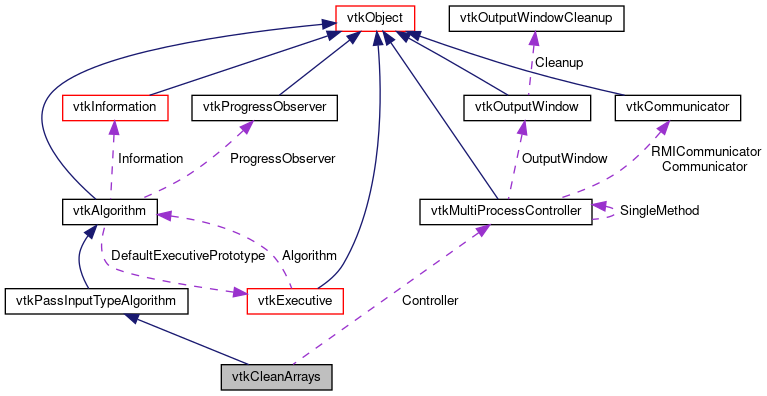 vtkObject
vtkOutputWindowCleanup
Cleanup
vtkInformation
vtkProgressObserver
vtkOutputWindow
vtkCommunicator
Information
ProgressObserver
OutputWindow
RMICommunicator
Communicator
vtkAlgorithm
vtkMultiProcessController
SingleMethod
DefaultExecutivePrototype
Algorithm
vtkPassInputTypeAlgorithm
vtkExecutive
Controller
vtkCleanArrays